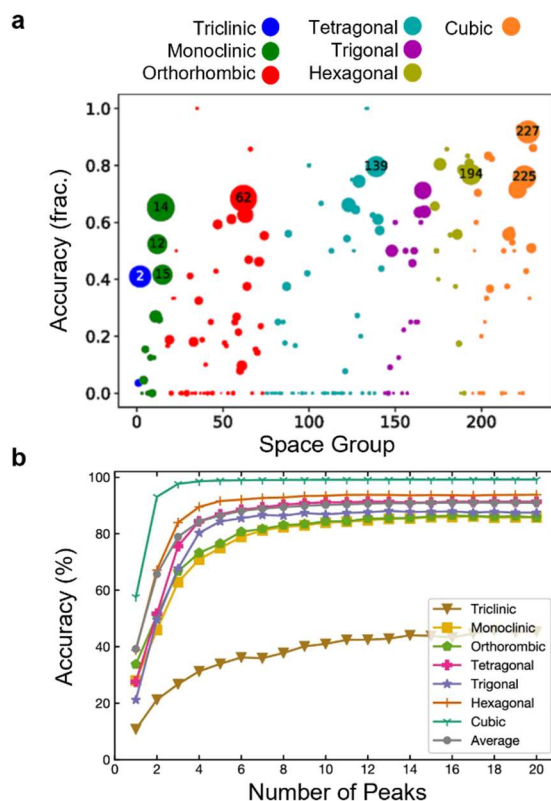 a
Triclinic
Monoclinic
Orthorhombic
Tetragonal
Trigonal
Hexagonal
Cubic
Accuracy (frac.)
1.0
0.8
0.6
0.4
0.2
0.0
2
14
12
15
62
139
194
227
225
0 50 100 150 200
Space Group
b
Accuracy (%)
100
80
60
40
20
0
Triclinic
Monoclinic
Orthorombic
Tetragonal
Trigonal
Hexagonal
Cubic
Average
0 2 4 6 8 10 12 14 16 18 20
Number of Peaks